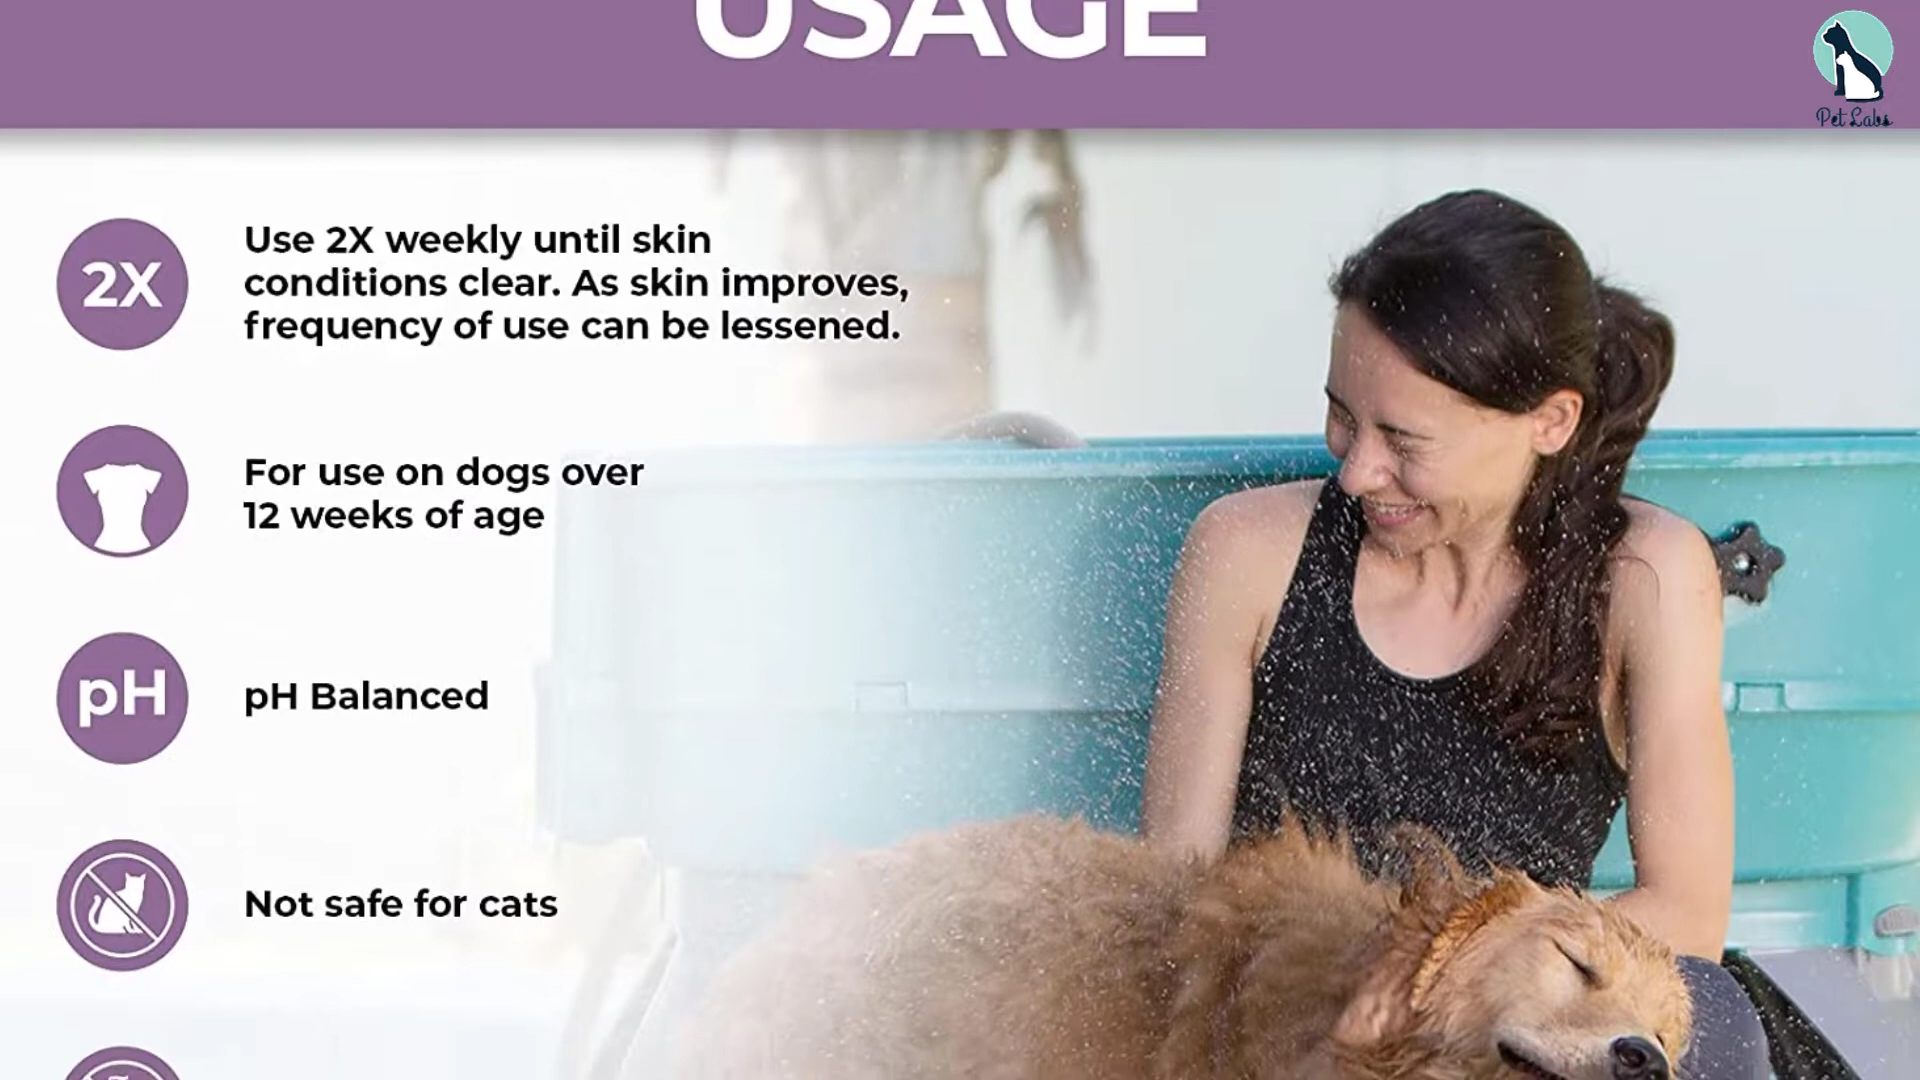 USAGE
Pet Labs
2X
Use 2X weekly until skin
conditions clear. As skin improves,
frequency of use can be lessened.
For use on dogs over
12 weeks of age
pH
pH Balanced
Not safe for cats